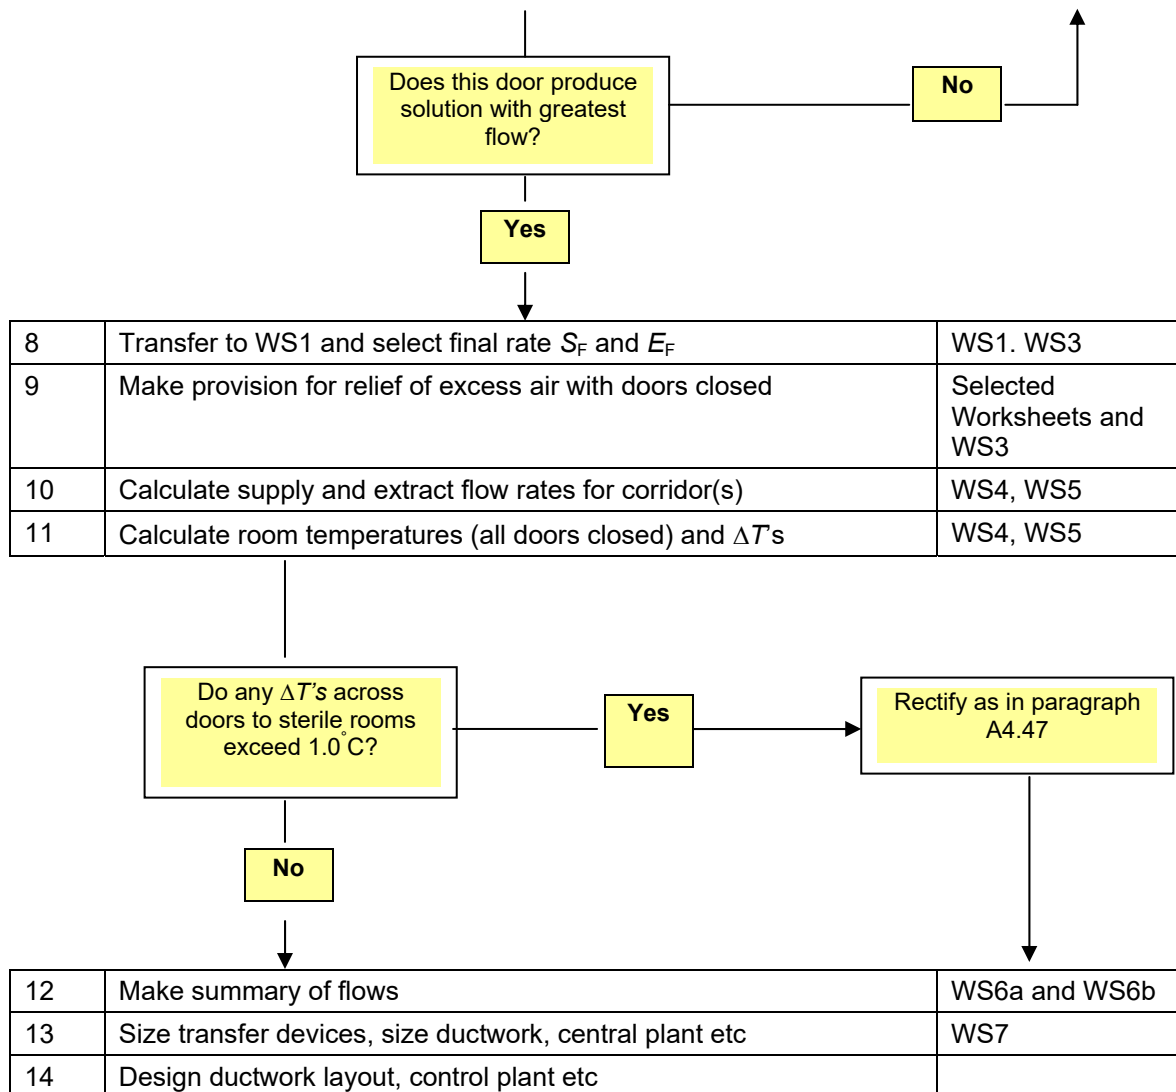 Does this door produce
solution with greatest
flow?
No
Yes
8 Transfer to WS1 and select final rate SF and EF WS1. WS3
9 Make provision for relief of excess air with doors closed Selected
Worksheets and
WS3
10 Calculate supply and extract flow rates for corridor(s) WS4, WS5
11 Calculate room temperatures (all doors closed) and ΔT's WS4, WS5
Do any ΔT's across
doors to sterile rooms
exceed 1.0°C?
Yes
Rectify as in paragraph
A4.47
No
12 Make summary of flows WS6a and WS6b
13 Size transfer devices, size ductwork, central plant etc WS7
14 Design ductwork layout, control plant etc